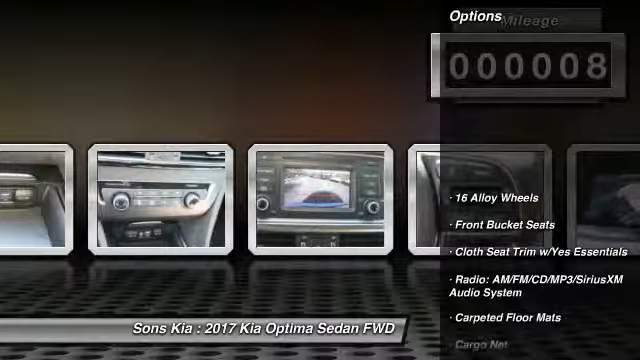 Options
Mileage
000008
· 16 Alloy Wheels
· Front Bucket Seats
· Cloth Seat Trim w/Yes Essentials
· Radio: AM/FM/CD/MP3/SiriusXM
Audio System
· Carpeted Floor Mats
· Cargo Net
Sons Kia : 2017 Kia Optima Sedan FWD